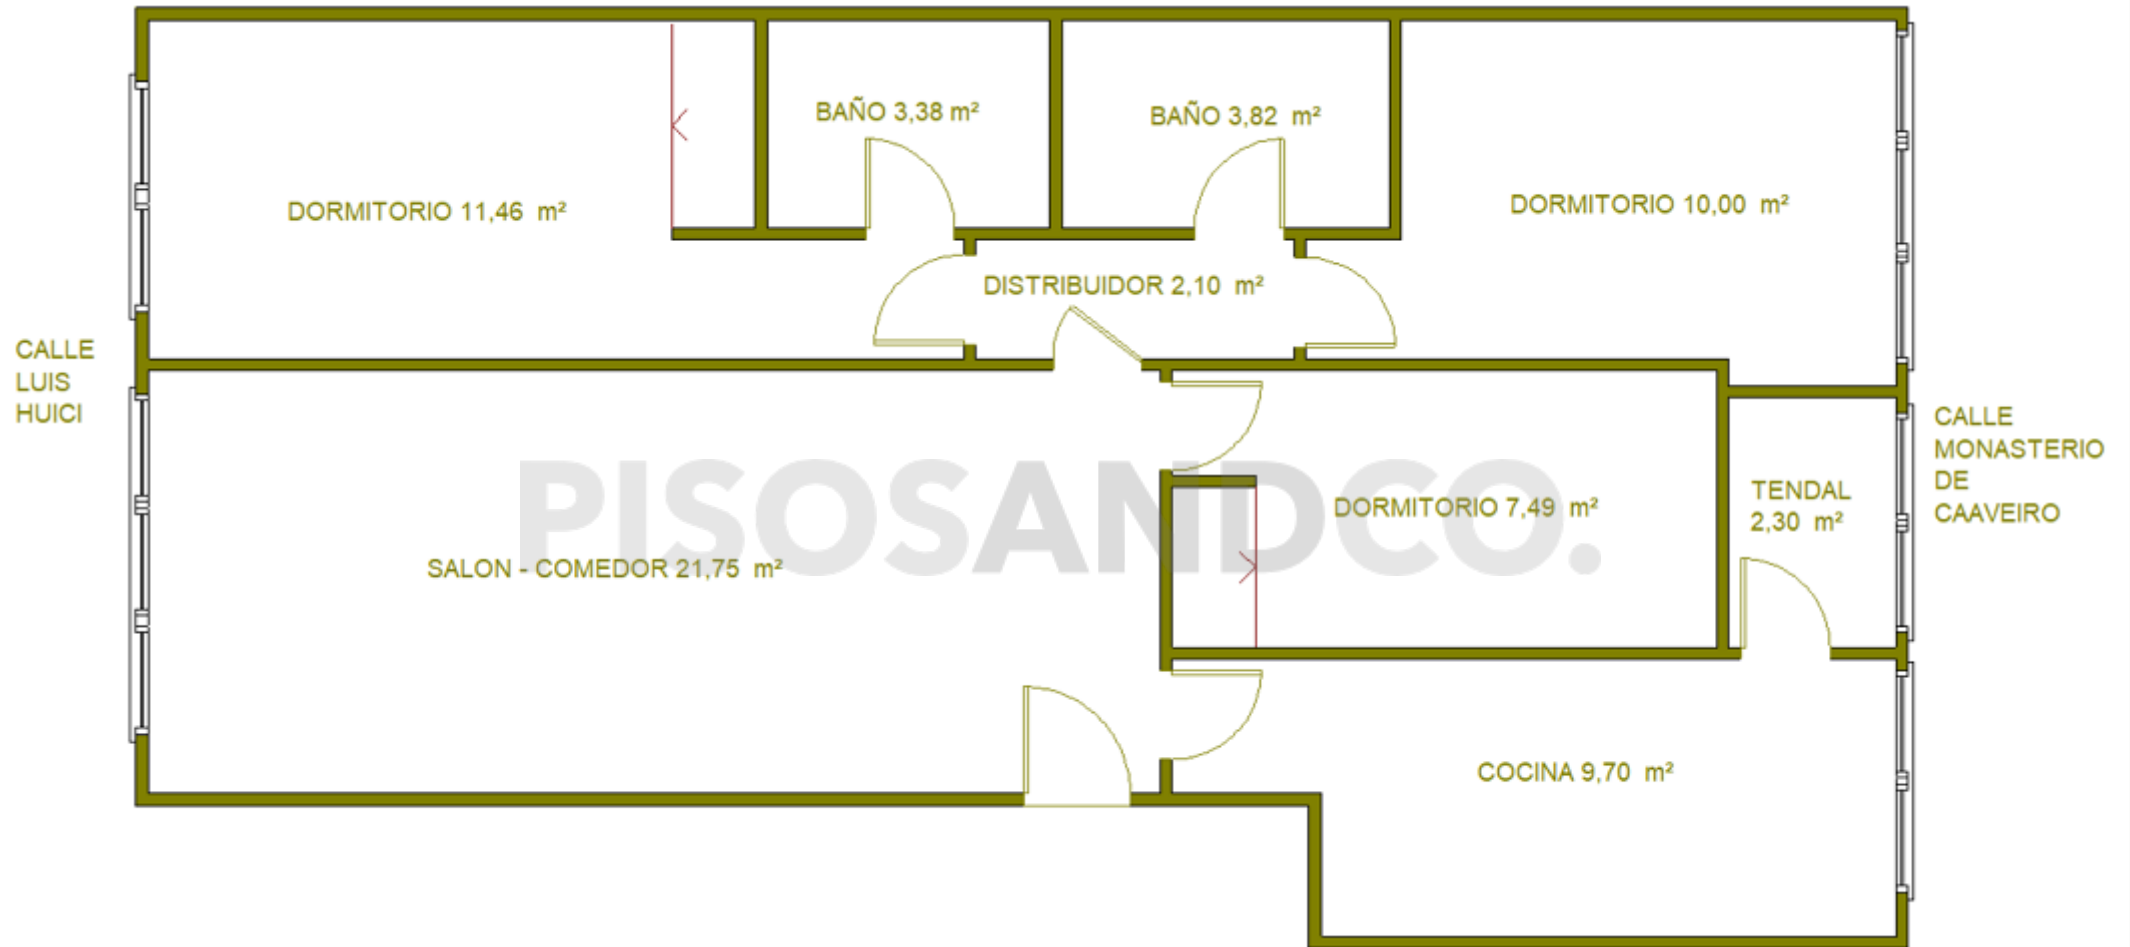 BAÑO 3,38 m²
BAÑO 3,82 m²
DORMITORIO 11,46 m²
DORMITORIO 10,00 m²
DISTRIBUIDOR 2,10 m²
CALLE
LUIS
HUICI
CALLE
MONASTERIO
DE
CAAVEIRO
PISOSANDCO.
DORMITORIO 7,49 m²
TENDAL
2,30 m²
SALON - COMEDOR 21,75 m²
COCINA 9,70 m²